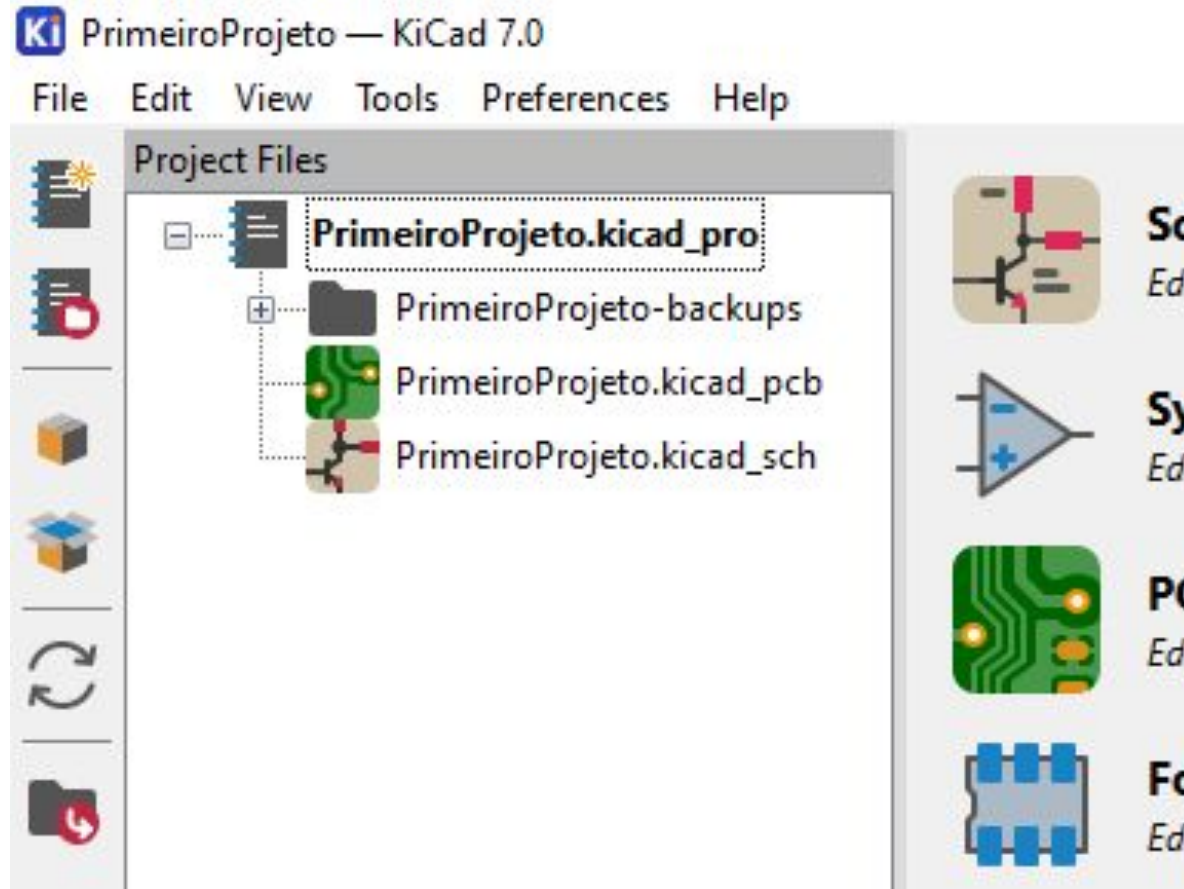 Ki PrimeiroProjeto — KiCad 7.0
File Edit View Tools Preferences Help
Project Files
PrimeiroProjeto.kicad_pro
PrimeiroProjeto-backups
PrimeiroProjeto.kicad_pcb
PrimeiroProjeto.kicad_sch